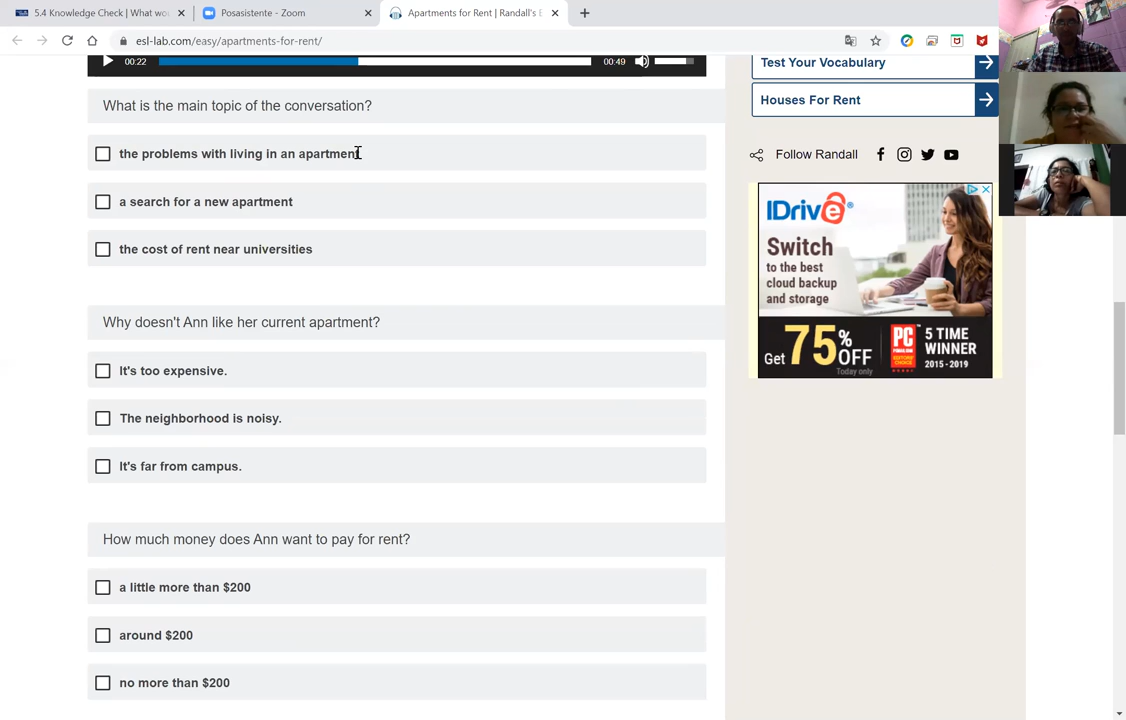 5.4 Knowledge Check | What wo
Posasistente - Zoom
Apartments for Rent | Randall's E
esl-lab.com/easy/apartments-for-rent/
00:22
00:49
What is the main topic of the conversation?
the problems with living in an apartment
a search for a new apartment
the cost of rent near universities
Why doesn't Ann like her current apartment?
It's too expensive.
The neighborhood is noisy.
It's far from campus.
How much money does Ann want to pay for rent?
a little more than $200
around $200
no more than $200
Test Your Vocabulary
Houses For Rent
Follow Randall
IDrive®
Switch
to the best
cloud backup
and storage
Get 75% OFF
Today only
PC
5 TIME
WINNER
2015-2019